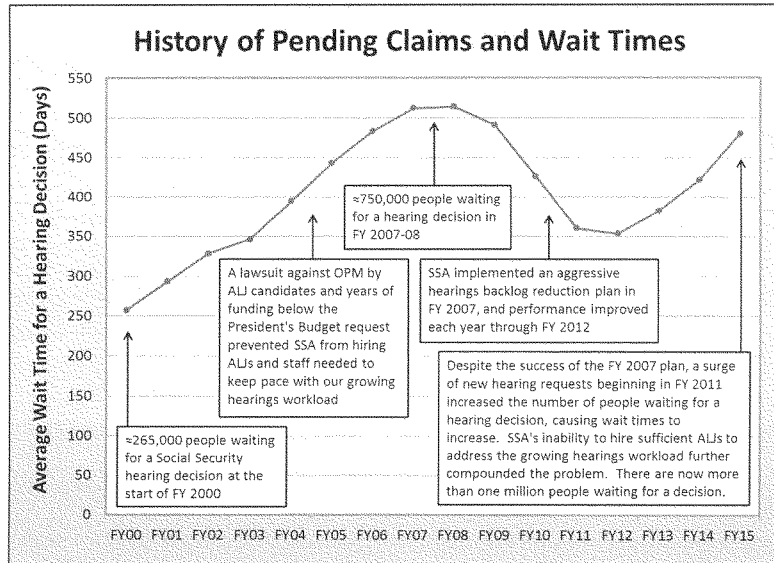 History of Pending Claims and Wait Times
Average Wait Time for a Hearing Decision (Days)
550
500
450
400
350
300
250
200
150
100
50
0
≈750,000 people waiting
for a hearing decision in
FY 2007-08
A lawsuit against OPM by
ALJ candidates and years of
funding below the
President's Budget request
prevented SSA from hiring
ALJs and staff needed to
keep pace with our growing
hearings workload
SSA implemented an aggressive
hearings backlog reduction plan in
FY 2007, and performance improved
each year through FY 2012
Despite the success of the FY 2007 plan, a surge
of new hearing requests beginning in FY 2011
increased the number of people waiting for a
hearing decision, causing wait times to
increase. SSA's inability to hire sufficient ALJs to
address the growing hearings workload further
compounded the problem. There are now more
than one million people waiting for a decision.
≈265,000 people waiting
for a Social Security
hearing decision at the
start of FY 2000
FY00 FY01 FY02 FY03 FY04 FY05 FY06 FY07 FY08 FY09 FY10 FY11 FY12 FY13 FY14 FY15